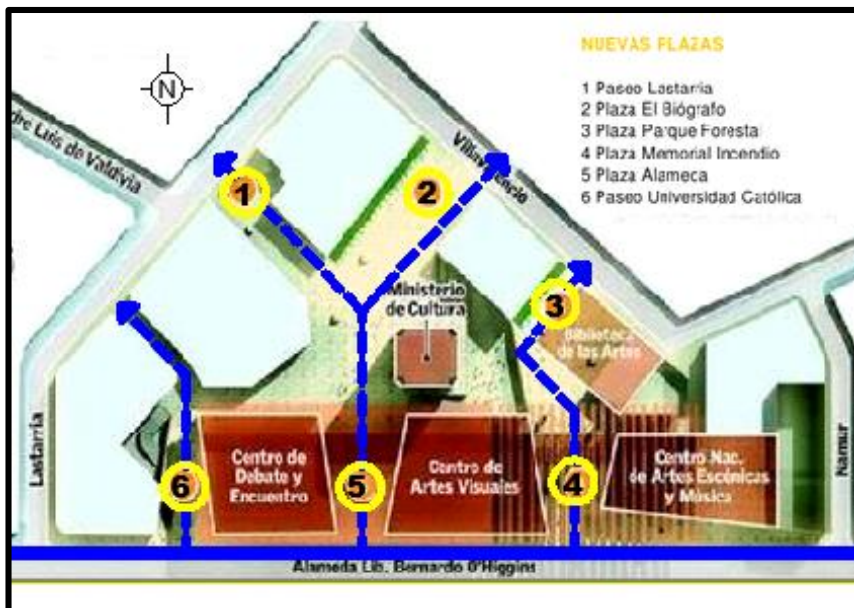 NUEVAS PLAZAS
1 Paseo Lastarria
2 Plaza El Biógrafo
3 Plaza Parque Forestal
4 Plaza Memorial Incendio
5 Plaza Alameca
6 Paseo Universidad Católica
N
dre Luis de Valdivia
Villavicencio
1
2
3
Ministerio
de Cultura
Biblioteca
de las Artes
Lastarria
Namur
6
Centro de
Debate y
Encuentro
5
Centro de
Artes Visuales
4
Centro Nac.
de Artes Escénicas
y Música
Alameda Lib. Bernardo O'Higgins